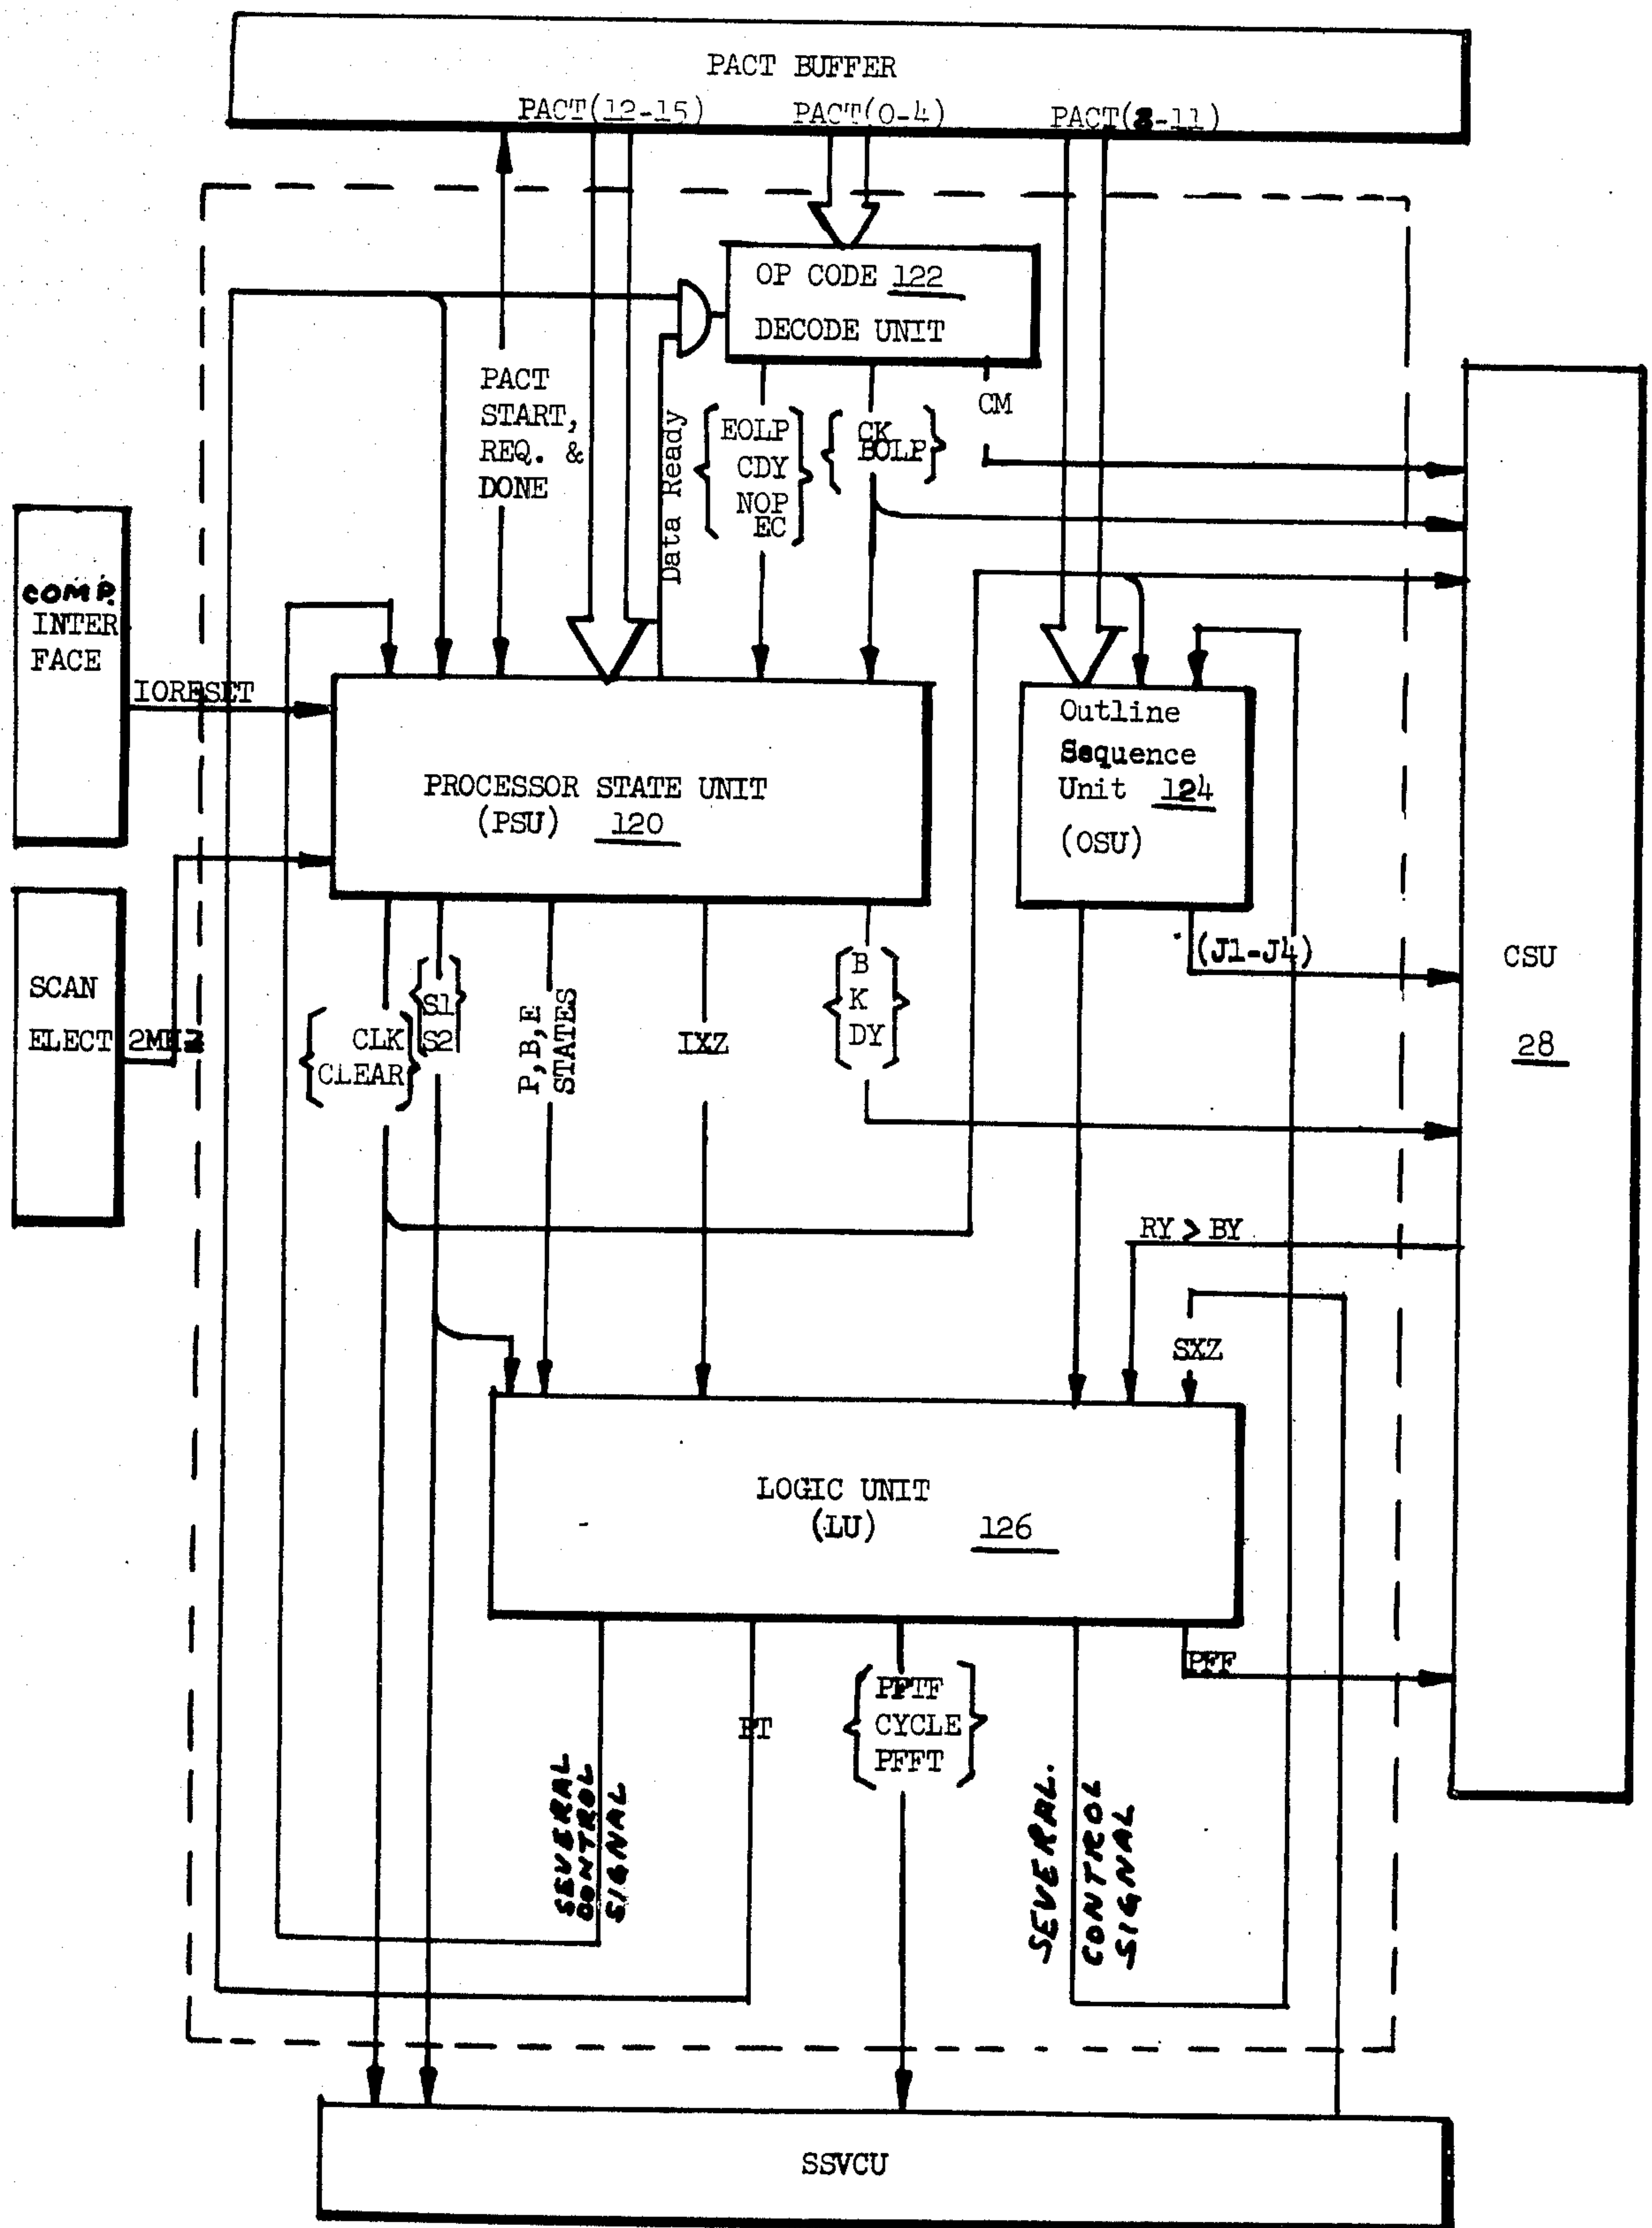 PACT BUFFER
PACT(12-15)
PACT(0-4)
PACT(8-11)
OP CODE 122
DECODE UNIT
PACT
START,
REQ. &
DONE
Data Ready
EOLP
CDY
NOP
EC
CK
BOLP
CM
COMP.
INTER
FACE
IORESET
PROCESSOR STATE UNIT
(PSU) 120
Outline
Sequence
Unit 124
(OSU)
SCAN
ELECT 2MHZ
CLK
CLEAR
S1
S2
P,B,E
STATES
IXZ
B
K
DY
(J1-J4)
CSU
28
RY > BY
SXZ
LOGIC UNIT
(LU) 126
SEVERAL
CONTROL
SIGNAL
PFTF
CYCLE
PFFT
SEVERAL.
CONTROL
SIGNAL
PFF
SSVCU